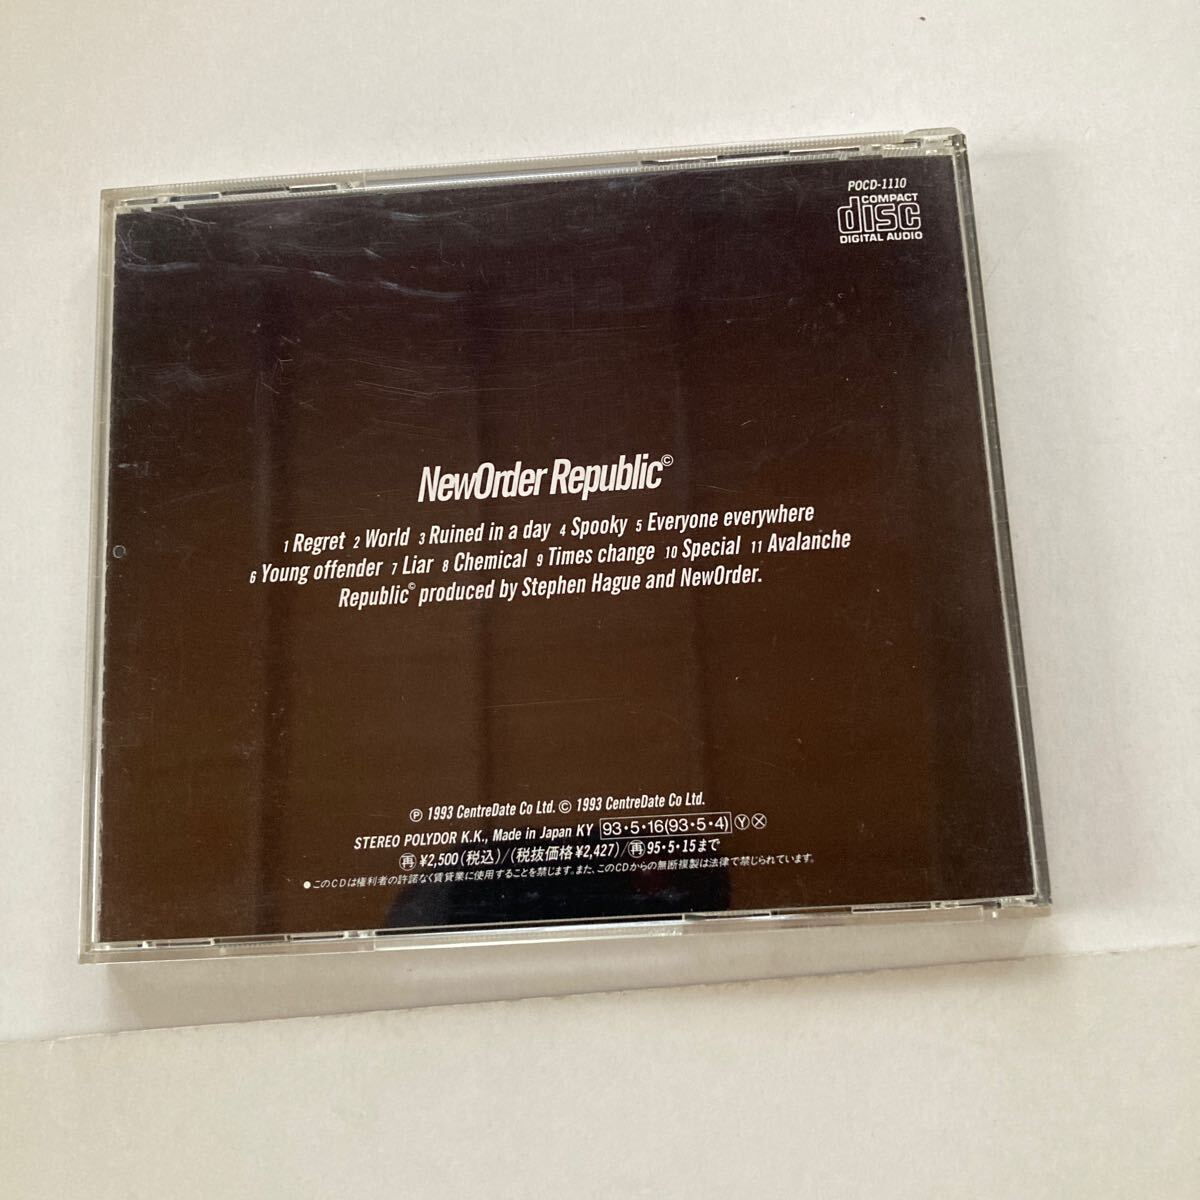 POCD-1110
COMPACT
disc
DIGITAL AUDIO
NewOrder Republic©
1 Regret 2 World 3 Ruined in a day 4 Spooky 5 Everyone everywhere
6 Young offender 7 Liar 8 Chemical 9 Times change 10 Special 11 Avalanche
Republic© produced by Stephen Hague and NewOrder.
℗ 1993 CentreDate Co Ltd. © 1993 CentreDate Co Ltd.
STEREO POLYDOR K.K., Made in Japan KY 93・5・16(93・5・4) Ⓨ Ⓧ
㊢ ¥2,500(税込)/(税抜価格¥2,427)/再95・5・15まで
●このCDは権利者の許諾なく賃貸業に使用することを禁じます。また、このCDからの無断複製は法律で禁じられています。